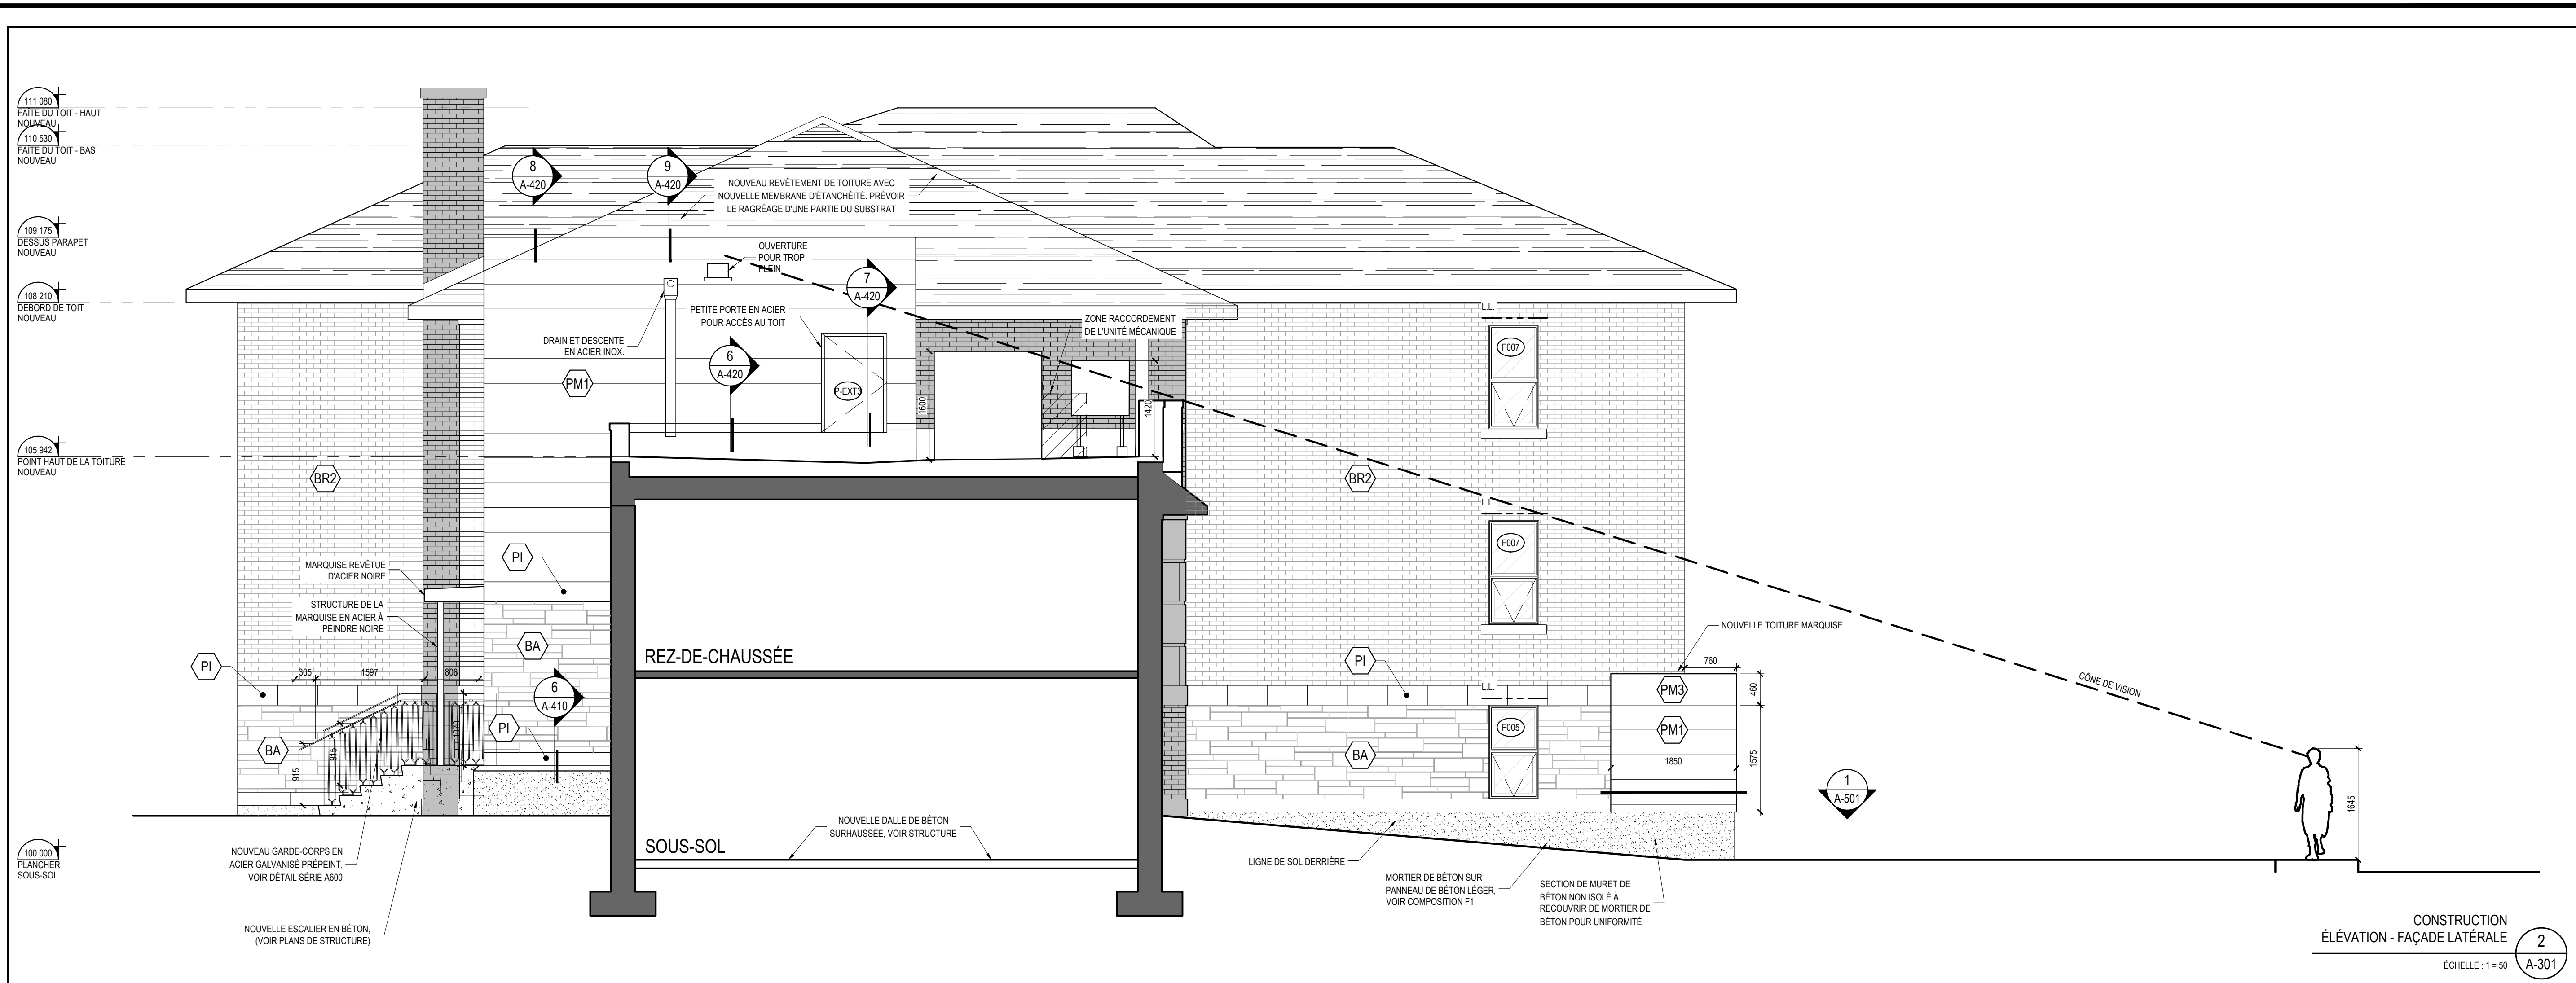 111 080
FAÎTE DU TOIT - HAUT
NOUVEAU
110 530
FAÎTE DU TOIT - BAS
NOUVEAU
109 175
DESSUS PARAPET
NOUVEAU
108 210
DÉBORD DE TOIT
NOUVEAU
105 942
POINT HAUT DE LA TOITURE
NOUVEAU
100 000
PLANCHER
SOUS-SOL
8
A-420
9
A-420
NOUVEAU REVÊTEMENT DE TOITURE AVEC
NOUVELLE MEMBRANE D'ÉTANCHÉITÉ. PRÉVOIR
LE RAGRÉAGE D'UNE PARTIE DU SUBSTRAT
OUVERTURE
POUR TROP
PLEIN
7
A-420
PETITE PORTE EN ACIER
POUR ACCÈS AU TOIT
DRAIN ET DESCENTE
EN ACIER INOX.
6
A-420
PM1
P-EXT3
ZONE RACCORDEMENT
DE L'UNITÉ MÉCANIQUE
1600
1420
L.L.
F007
BR2
BR2
L.L.
F007
PI
MARQUISE REVÊTUE
D'ACIER NOIRE
STRUCTURE DE LA
MARQUISE EN ACIER À
PEINDRE NOIRE
BA
PI
305
1597
808
6
A-410
PI
1070
915
915
BA
REZ-DE-CHAUSSÉE
SOUS-SOL
NOUVELLE DALLE DE BÉTON
SURHAUSSÉE, VOIR STRUCTURE
NOUVEAU GARDE-CORPS EN
ACIER GALVANISÉ PRÉPEINT,
VOIR DÉTAIL SÉRIE A600
NOUVELLE ESCALIER EN BÉTON,
(VOIR PLANS DE STRUCTURE)
PI
L.L.
F005
BA
NOUVELLE TOITURE MARQUISE
760
PM3
460
PM1
1575
1850
1
A-501
LIGNE DE SOL DERRIÈRE
MORTIER DE BÉTON SUR
PANNEAU DE BÉTON LÉGER,
VOIR COMPOSITION F1
SECTION DE MURET DE
BÉTON NON ISOLÉ À
RECOUVRIR DE MORTIER DE
BÉTON POUR UNIFORMITÉ
CÔNE DE VISION
1645
CONSTRUCTION
ÉLÉVATION - FAÇADE LATÉRALE
ÉCHELLE : 1 = 50
2
A-301